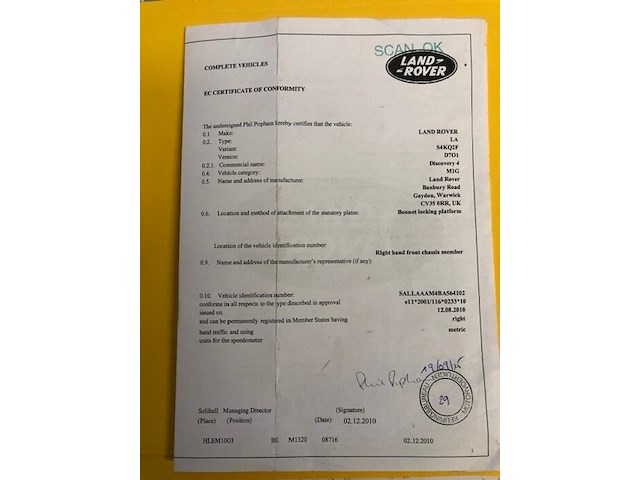 SCAN OK
LAND-
-ROVER
COMPLETE VEHICLES
EC CERTIFICATE OF CONFORMITY
The undersigned Phil Popham hereby certifies that the vehicle:
0.1. Make: LAND ROVER
0.2. Type: LA
Variant: S4KQ2F
Version: D7O1
0.2.1. Commercial name: Discovery 4
0.4. Vehicle category: M1G
0.5. Name and address of manufacturer: Land Rover
Banbury Road
Gaydon, Warwick
CV35 0RR, UK
0.6. Location and method of attachment of the statutory plates: Bonnet locking platform
Location of the vehicle identification number:
Right hand front chassis member
0.9. Name and address of the manufacturer's representative (if any):
0.10. Vehicle identification number: SALLAAAM4BA564102
conforms in all respects to the type described in approval e11*2001/116*0233*10
issued on 12.08.2010
and can be permanently registered in Member States having right
hand traffic and using metric
units for the speedometer
Phil Popham
19/09/15
KEURINGSBUREAU MOTORVOERTUIGEN
89
Solihull Managing Director (Signature)
(Place) (Position) (Date): 02.12.2010
HLEM1003 BE M1320 08716 02.12.2010
1